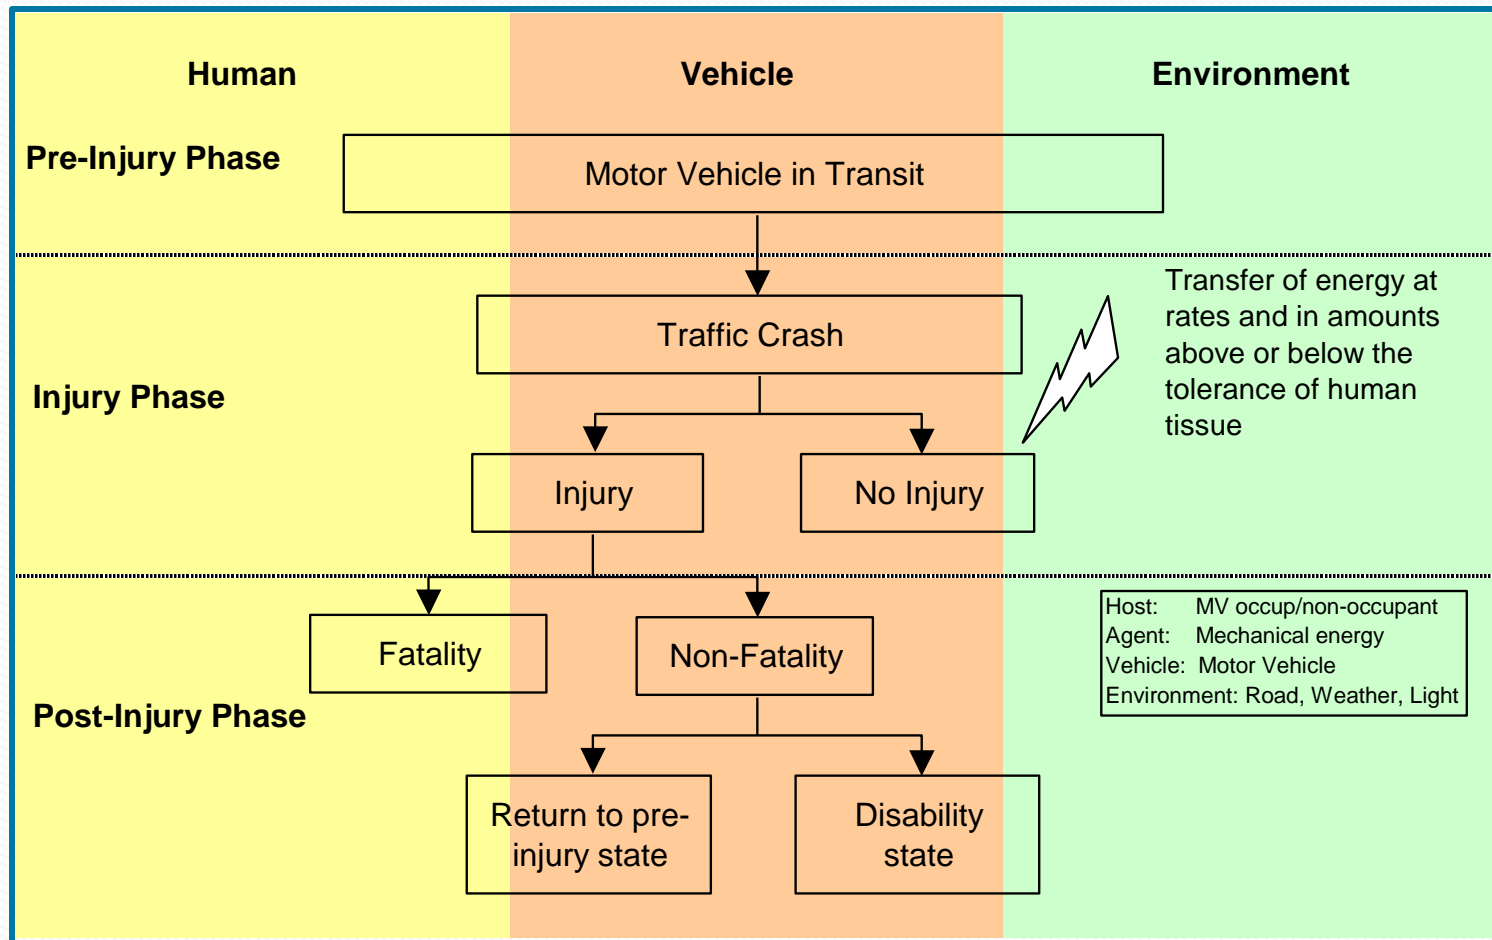 Human
Vehicle
Environment
Pre-Injury Phase
Motor Vehicle in Transit
Transfer of energy at
rates and in amounts
above or below the
tolerance of human
tissue
Traffic Crash
Injury Phase
Injury
No Injury
Host: MV occup/non-occupant
Agent: Mechanical energy
Vehicle: Motor Vehicle
Environment: Road, Weather, Light
Fatality
Non-Fatality
Post-Injury Phase
Return to pre-
injury state
Disability
state